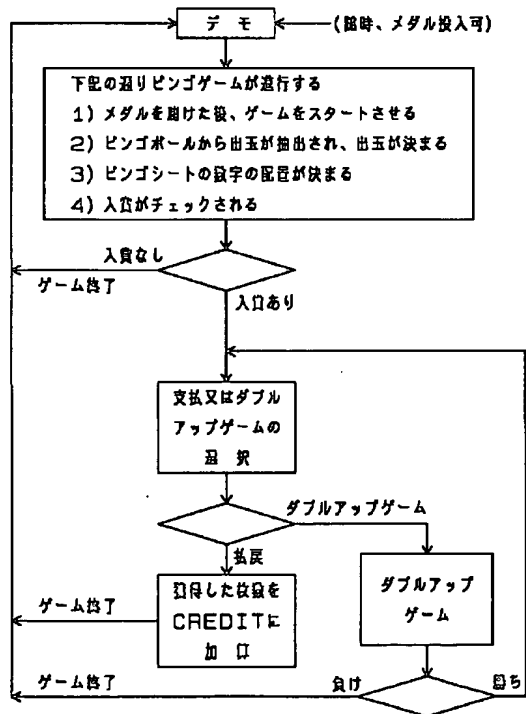 デモ
(随時、メダル投入可)
下記の通りビンゴゲームが進行する
1) メダルを賭けた後、ゲームをスタートさせる
2) ビンゴボールから出玉が抽出され、出玉が決まる
3) ビンゴシートの数字の配置が決まる
4) 入賞がチェックされる
入賞なし
ゲーム終了
入賞あり
支払又はダブル
アップゲームの
選択
ダブルアップゲーム
払戻
獲得した枚数を
CREDITに
加算
ゲーム終了
ダブルアップ
ゲーム
ゲーム終了
負け
勝ち